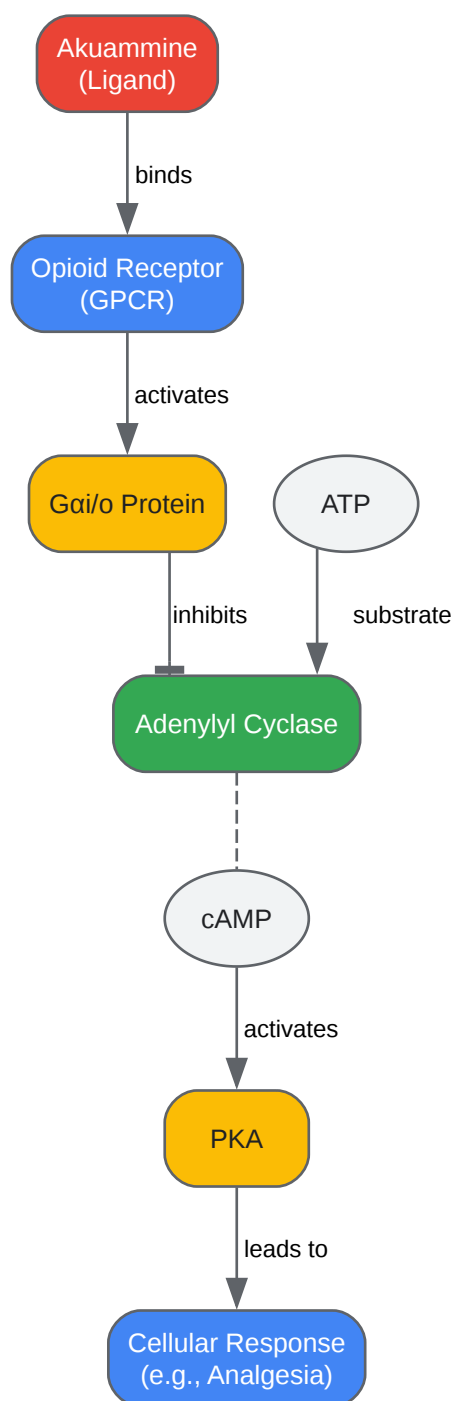 Akuammine
(Ligand)
binds
Opioid Receptor
(GPCR)
activates
Gαi/o Protein
ATP
inhibits
substrate
Adenylyl Cyclase
cAMP
activates
PKA
leads to
Cellular Response
(e.g., Analgesia)